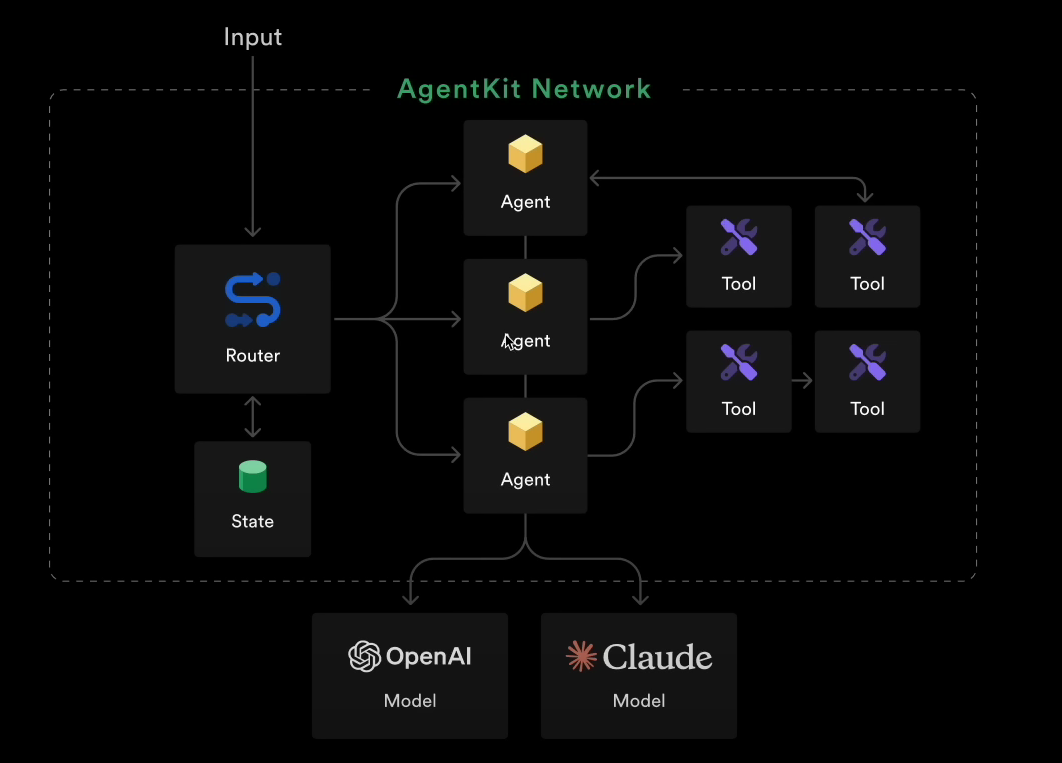 Input
AgentKit Network
Agent
Tool
Tool
Agent
Router
Tool
Tool
Agent
State
OpenAI
Model
Claude
Model